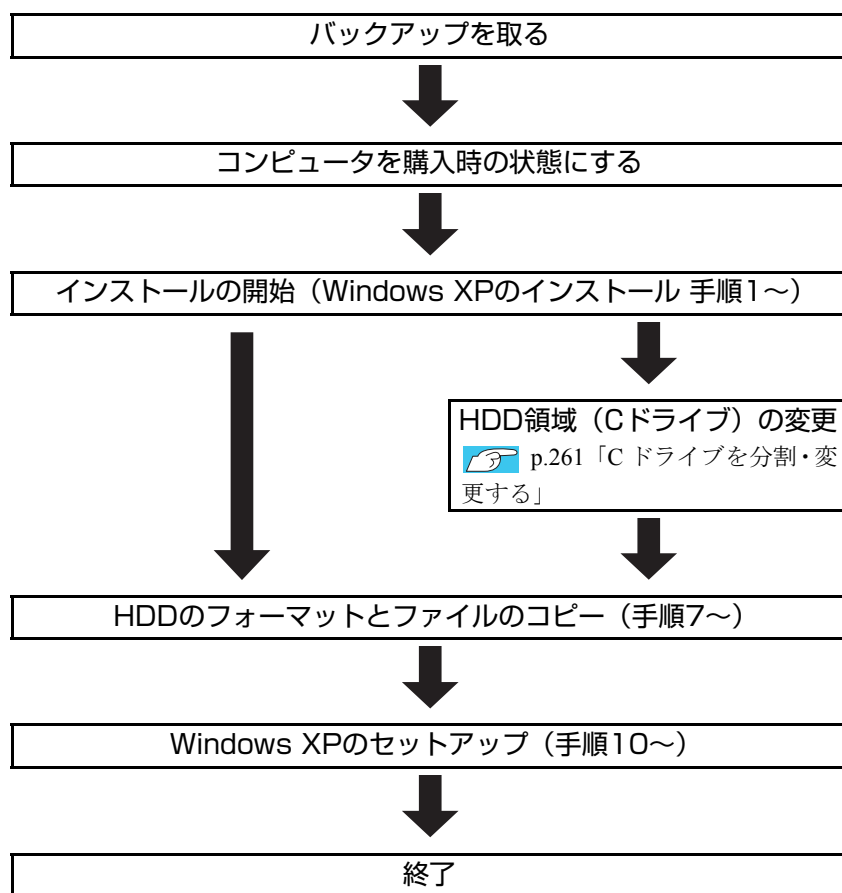 バックアップを取る
コンピュータを購入時の状態にする
インストールの開始（Windows XPのインストール 手順1～）
HDD領域（Cドライブ）の変更
p.261「C ドライブを分割・変
更する」
HDDのフォーマットとファイルのコピー（手順7～）
Windows XPのセットアップ（手順10～）
終了